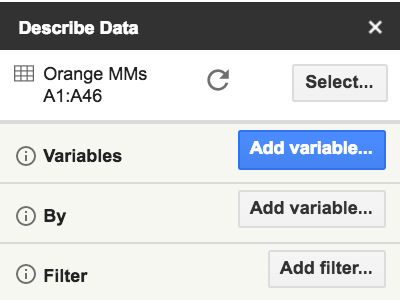 Describe Data ×
Orange MMs
A1:A46
Select...
Variables
Add variable...
By
Add variable...
Filter
Add filter...